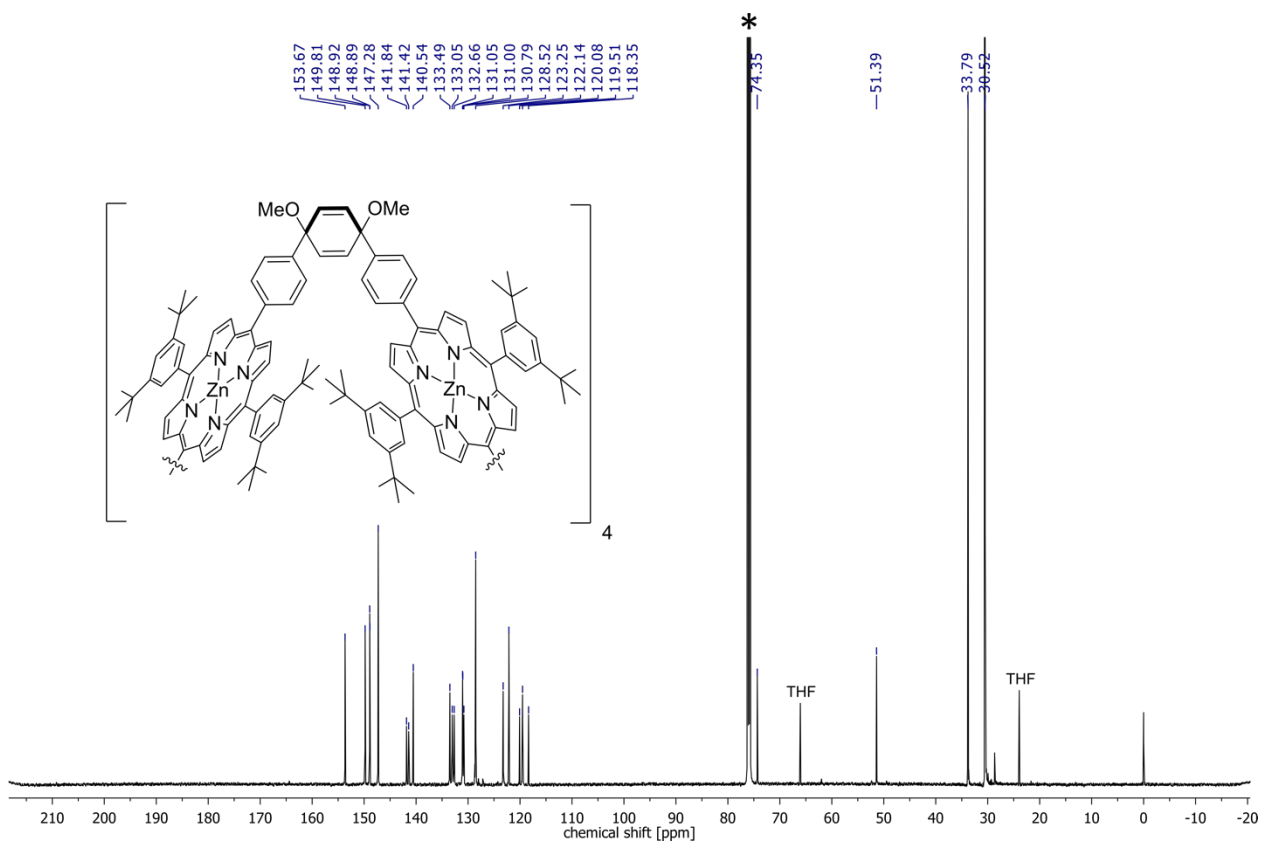 *
153.67
149.81
148.92
148.89
147.28
141.84
141.42
140.54
133.49
133.05
132.66
131.05
131.00
130.79
128.52
123.25
122.14
120.08
119.51
118.35
74.35
51.39
33.79
30.52
MeO
OMe
N
N
Zn
N
N
N
N
Zn
N
N
4
THF
THF
210 200 190 180 170 160 150 140 130 120 110 100 90 80 70 60 50 40 30 20 10 0 -10 -20
chemical shift [ppm]